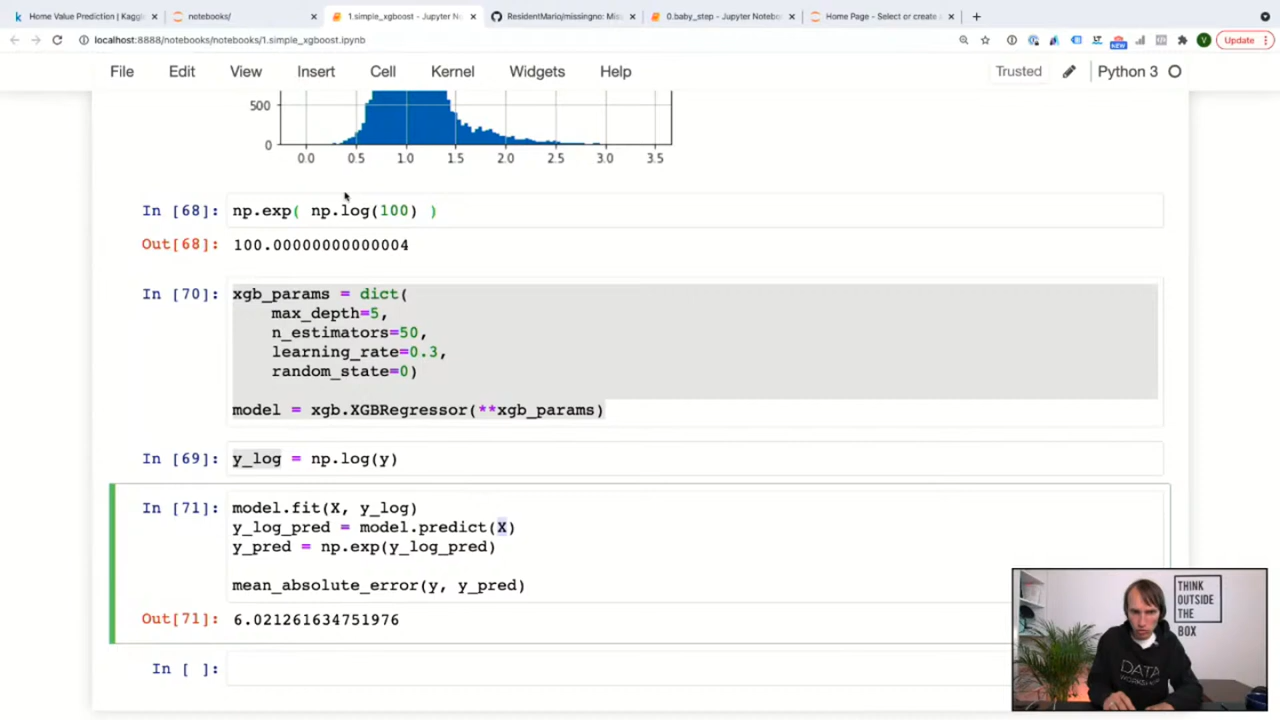 Home Value Prediction | Kaggl
notebooks/
1.simple_xgboost - Jupyter No
ResidentMario/missingno: Mis
0.baby_step - Jupyter Notebo
Home Page - Select or create
localhost:8888/notebooks/notebooks/1.simple_xgboost.ipynb
NEW
V
Update
File Edit View Insert Cell Kernel Widgets Help
Trusted
Python 3
500
0
0.0 0.5 1.0 1.5 2.0 2.5 3.0 3.5
In [68]: np.exp( np.log(100) )
Out[68]: 100.00000000000004
In [70]: xgb_params = dict(
max_depth=5,
n_estimators=50,
learning_rate=0.3,
random_state=0)
model = xgb.XGBRegressor(**xgb_params)
In [69]: y_log = np.log(y)
In [71]: model.fit(X, y_log)
y_log_pred = model.predict(X)
y_pred = np.exp(y_log_pred)
mean_absolute_error(y, y_pred)
Out[71]: 6.021261634751976
In [ ]:
THINK
OUTSIDE
THE
BOX
DATA